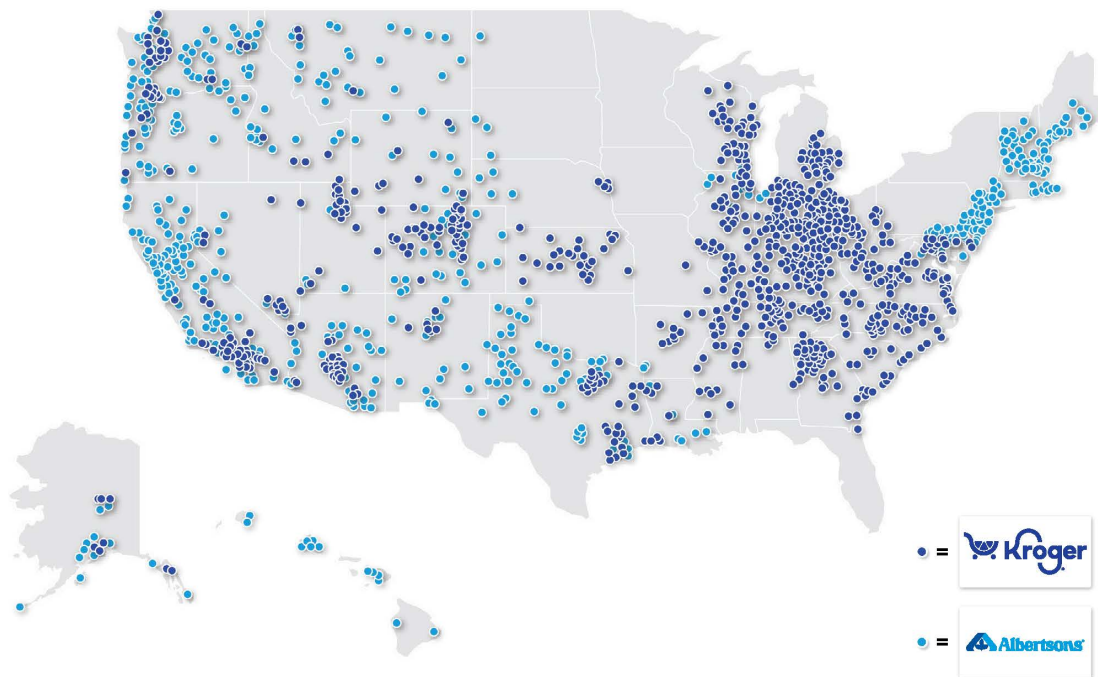 = Kroger
= Albertsons